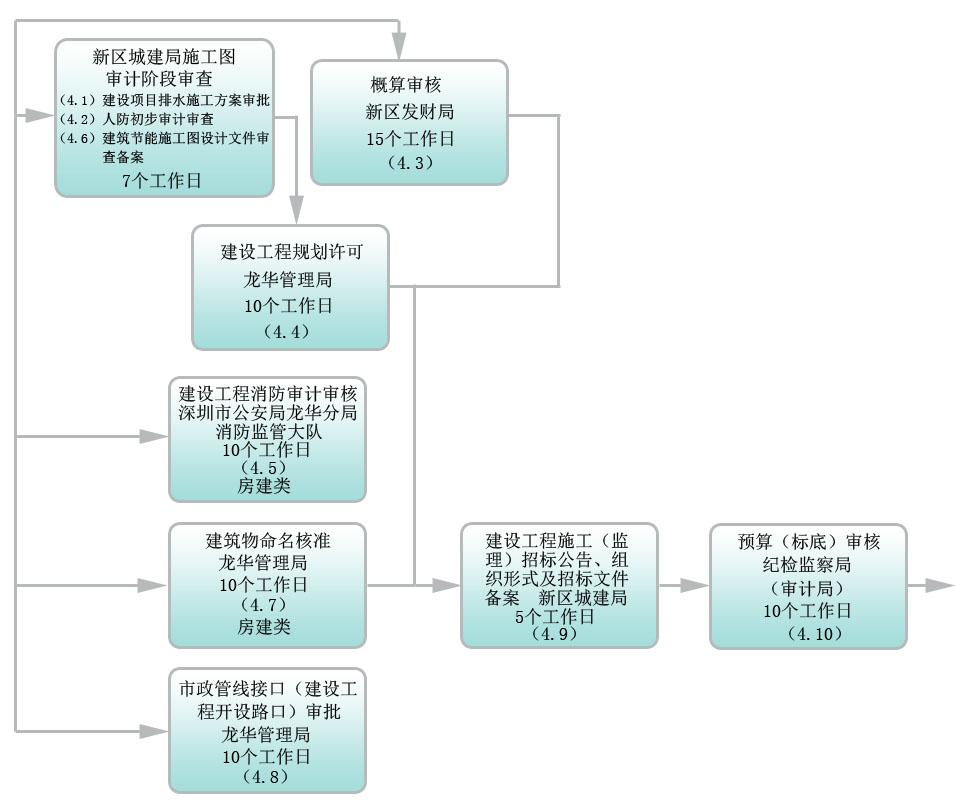 新区城建局施工图
审计阶段审查
（4.1）建设项目排水施工方案审批
（4.2）人防初步审计审查
（4.6）建筑节能施工图设计文件审
查备案
7个工作日
概算审核
新区发财局
15个工作日
（4.3）
建设工程规划许可
龙华管理局
10个工作日
（4.4）
建设工程消防审计审核
深圳市公安局龙华分局
消防监管大队
10个工作日
（4.5）
房建类
建筑物命名核准
龙华管理局
10个工作日
（4.7）
房建类
建设工程施工（监
理）招标公告、组
织形式及招标文件
备案 新区城建局
5个工作日
（4.9）
预算（标底）审核
纪检监察局
（审计局）
10个工作日
（4.10）
市政管线接口（建设工
程开设路口）审批
龙华管理局
10个工作日
（4.8）